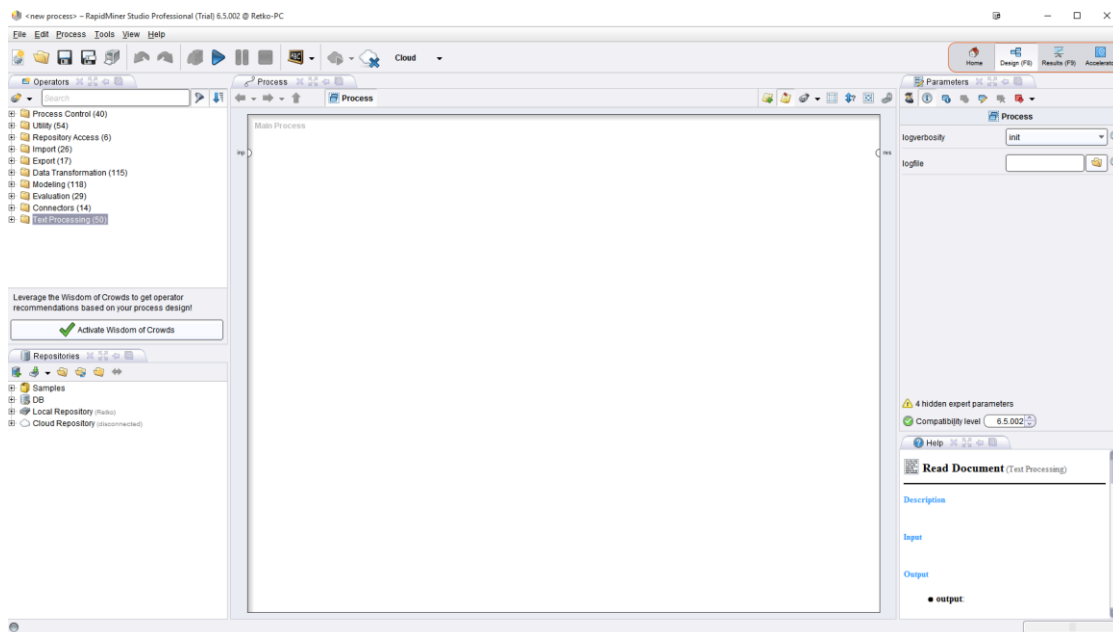 <new process> – RapidMiner Studio Professional (Trial) 6.5.002 @ Retko-PC
File Edit Process Tools View Help
Cloud
Home Design (F8) Results (F9) Accelerator
Operators
Search
Process Control (40)
Utility (54)
Repository Access (6)
Import (26)
Export (17)
Data Transformation (115)
Modeling (118)
Evaluation (29)
Connectors (14)
Text Processing (50)
Leverage the Wisdom of Crowds to get operator
recommendations based on your process design!
Activate Wisdom of Crowds
Repositories
Samples
DB
Local Repository (Retko)
Cloud Repository (disconnected)
Process
Process
Main Process
inp
res
Parameters
Process
logverbosity init
logfile
4 hidden expert parameters
Compatibility level 6.5.002
Help
Read Document (Text Processing)
Description
Input
Output
• output: